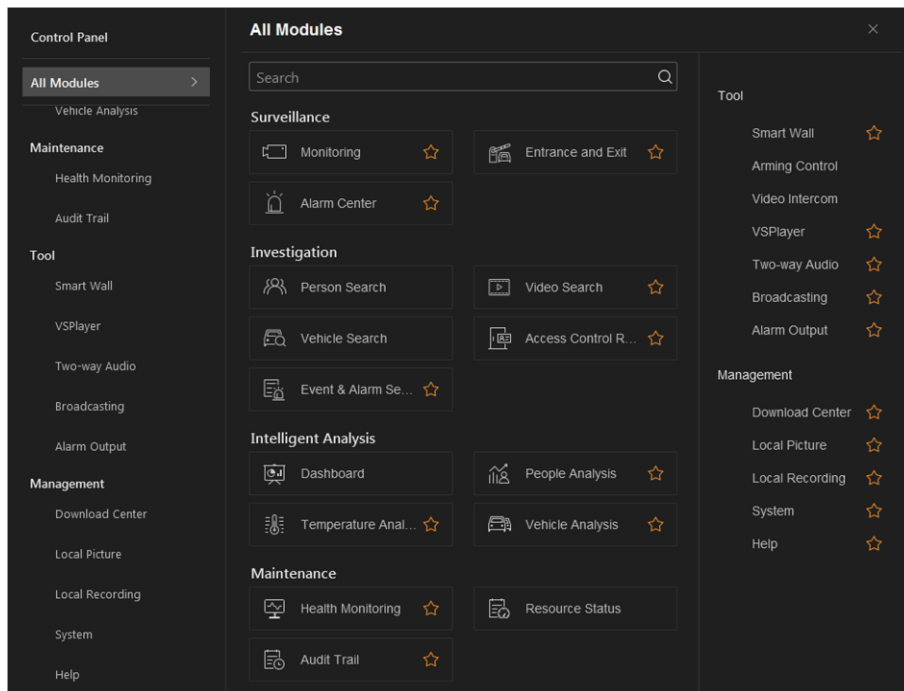 Control Panel
All Modules
Vehicle Analysis
Maintenance
Health Monitoring
Audit Trail
Tool
Smart Wall
VSPlayer
Two-way Audio
Broadcasting
Alarm Output
Management
Download Center
Local Picture
Local Recording
System
Help
All Modules
Search
Surveillance
Monitoring
Entrance and Exit
Alarm Center
Investigation
Person Search
Video Search
Vehicle Search
Access Control R...
Event & Alarm Se...
Intelligent Analysis
Dashboard
People Analysis
Temperature Anal...
Vehicle Analysis
Maintenance
Health Monitoring
Resource Status
Audit Trail
Tool
Smart Wall
Arming Control
Video Intercom
VSPlayer
Two-way Audio
Broadcasting
Alarm Output
Management
Download Center
Local Picture
Local Recording
System
Help